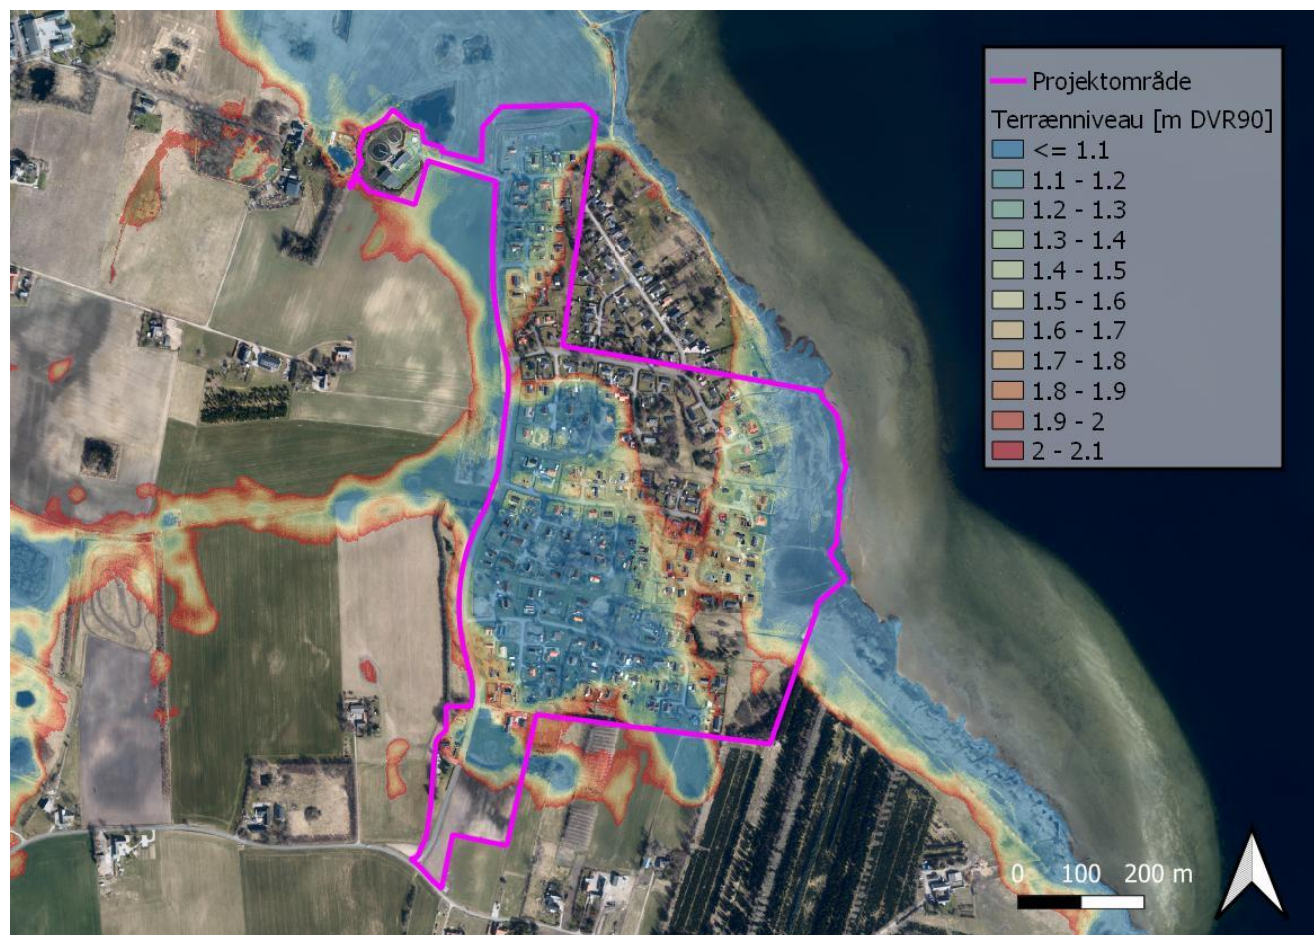 Projektområde
Terrænniveau [m DVR90]
<= 1.1
1.1 - 1.2
1.2 - 1.3
1.3 - 1.4
1.4 - 1.5
1.5 - 1.6
1.6 - 1.7
1.7 - 1.8
1.8 - 1.9
1.9 - 2
2 - 2.1
0 100 200 m